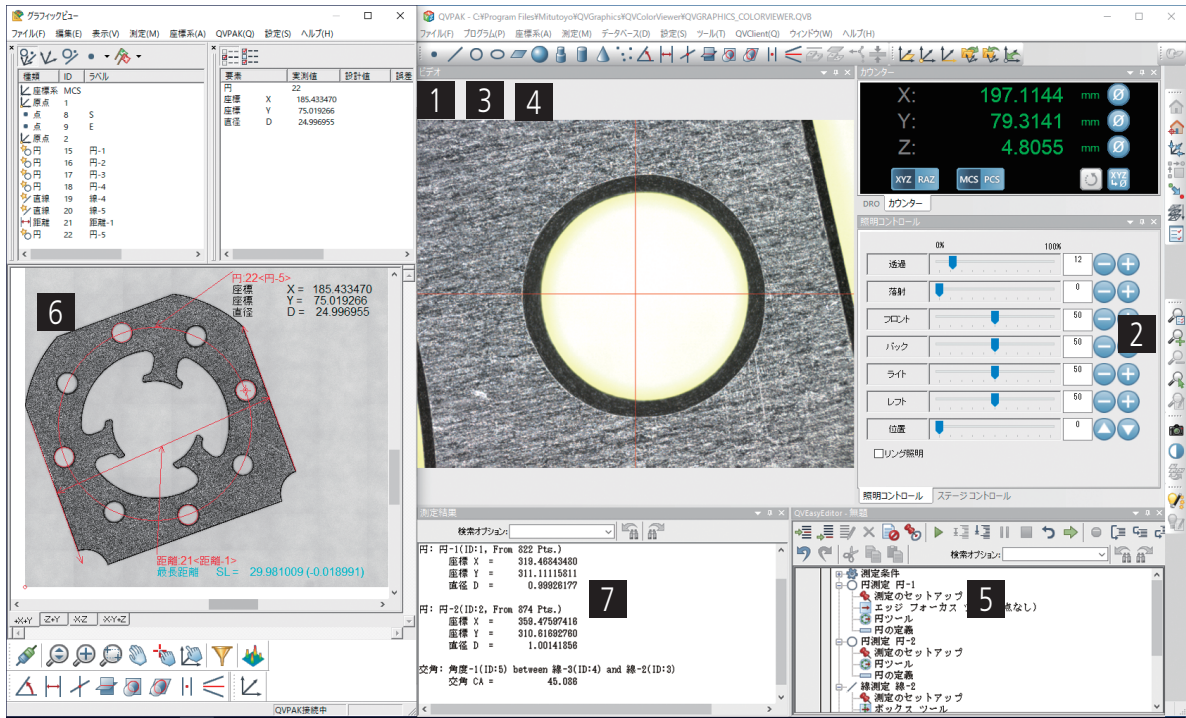 グラフィックビュー
ファイル(F) 編集(E) 表示(V) 測定(M) 座標系(A) QVPAK(Q) 設定(S) ヘルプ(H)
種類 ID ラベル
座標系 MCS
原点 1
点 8 S
点 9 E
原点 2
円 15 円-1
円 16 円-2
円 17 円-3
円 18 円-4
直線 19 線-4
直線 20 線-5
距離 21 距離-1
円 22 円-5
要素 実測値 設計値 誤差
円 22
座標 X 185.433470
座標 Y 75.019266
直径 D 24.996955
6
円:22<円-5>
座標 X = 185.433470
座標 Y = 75.019266
直径 D = 24.996955
距離:21<距離-1>
最長距離 SL = 29.981009 (-0.018991)
+X+Y -Z+Y -X-Z -X-Y+Z
QVPAK接続中
QVPAK - C:¥Program Files¥Mitutoyo¥QVGraphics¥QVColorViewer¥QVGRAPHICS_COLORVIEWER.QVB
ファイル(F) プログラム(P) 座標系(A) 測定(M) データベース(D) 設定(S) ツール(T) QVClient(Q) ウィンドウ(W) ヘルプ(H)
ビデオ
1 3 4
カウンター
X: 197.1144 mm
Y: 79.3141 mm
Z: 4.8055 mm
XYZ RAZ MCS PCS XYZ
DRO カウンター
照明コントロール
0% 100%
透過 12
落射 0
フロント 50
2
バック 50
ライト 50
レフト 50
位置 0
リング照明
照明コントロール ステージコントロール
測定結果
検索オプション:
円: 円-1(ID:1, From 822 Pts.)
座標 X = 319.46843480
座標 Y = 311.11115811
直径 D = 0.99926177
7
円: 円-2(ID:2, From 874 Pts.)
座標 X = 359.47597416
座標 Y = 310.61692760
直径 D = 1.00141856
交角: 角度-1(ID:5) between 線-3(ID:4) and 線-2(ID:3)
交角 CA = 45.086
QVEasyEditor - 無題
検索オプション:
測定条件
円測定 円-1
測定のセットアップ
エッジ フォーカス 点なし)
5
円ツール
円の定義
円測定 円-2
測定のセットアップ
円ツール
円の定義
線測定 線-2
測定のセットアップ
ボックス ツール